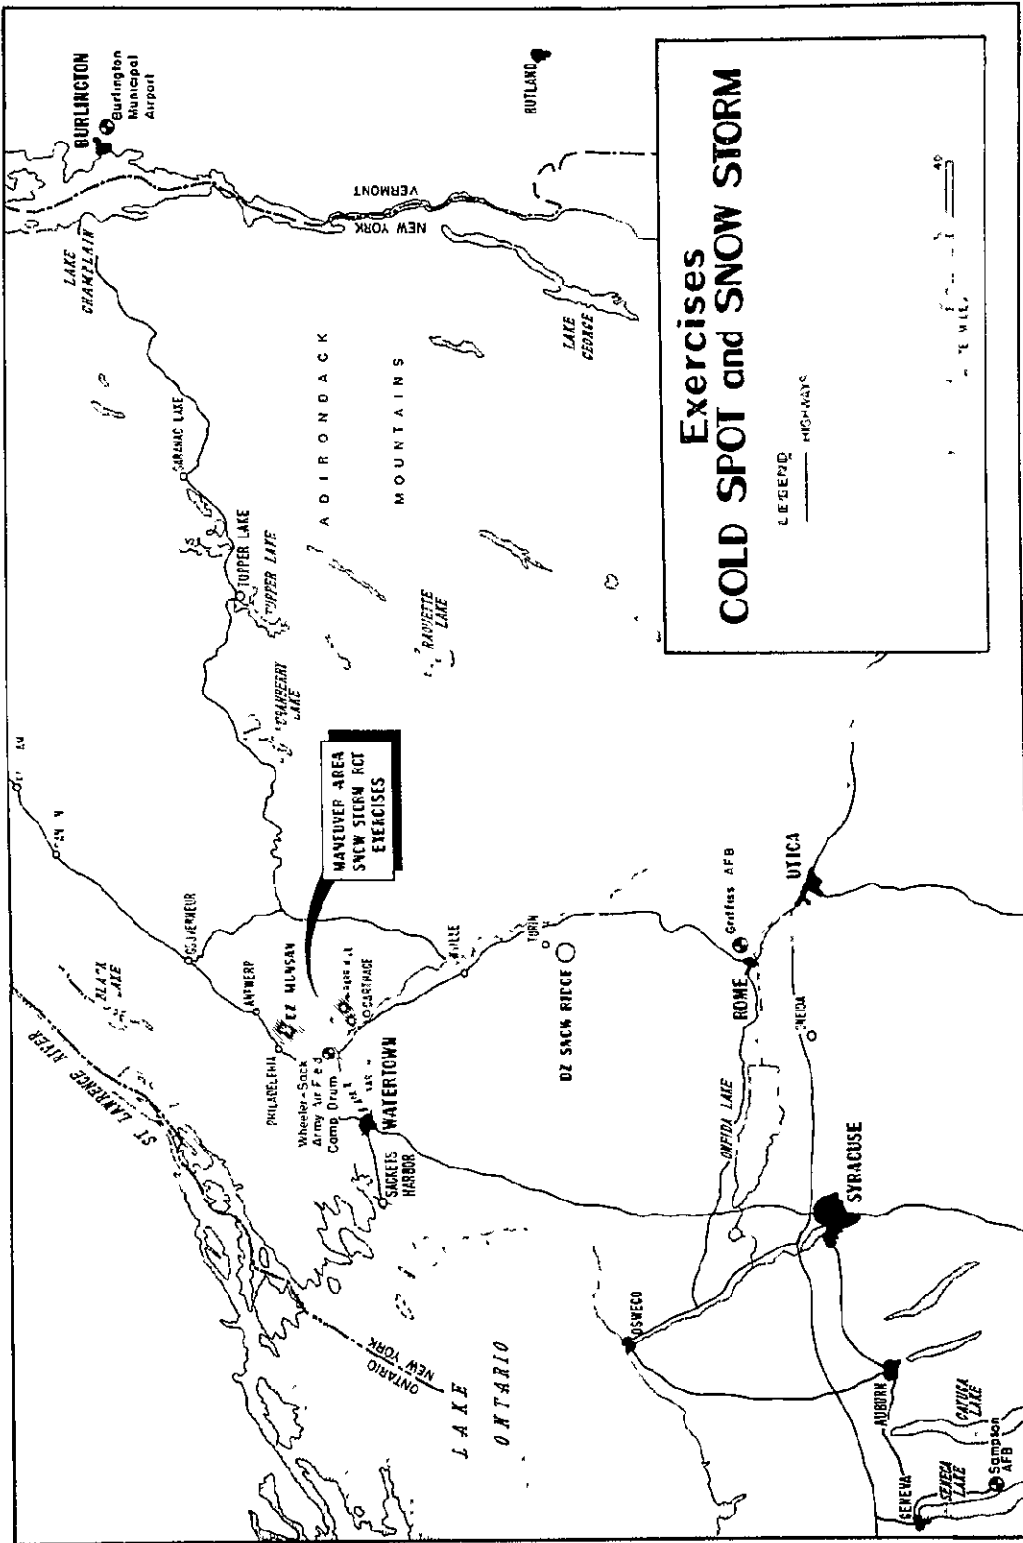 Exercises
COLD SPOT and SNOW STORM
LEGEND
HIGHWAYS
40
BURLINGTON
Burlington
Municipal
Airport
RUTLAND
VERMONT
NEW YORK
LAKE
CHAMPLAIN
LAKE
GEORGE
SARANAC LAKE
ADIRONDACK
MOUNTAINS
TUPPER LAKE
TUPPER LAKE
RAQUETTE
LAKE
CRANBERRY
LAKE
MANEUVER AREA
SNOW STORM RCT
EXERCISES
GOUVERNEUR
BLACK
LAKE
ANTWERP
EZ MUNSAN
PHILADELPHIA
CARTHAGE
TURIN
DZ SACK RIDGE
Griffiss AFB
ROME
UTICA
ONEIDA
ST LAWRENCE RIVER
Wheeler-Sack
Camp Drum
WATERTOWN
SACKETS
HARBOR
ONEIDA LAKE
SYRACUSE
OSWEGO
ONTARIO
NEW YORK
LAKE
ONTARIO
AUBURN
CAYUGA
LAKE
GENEVA
SENECA
LAKE
Sampson
AFB